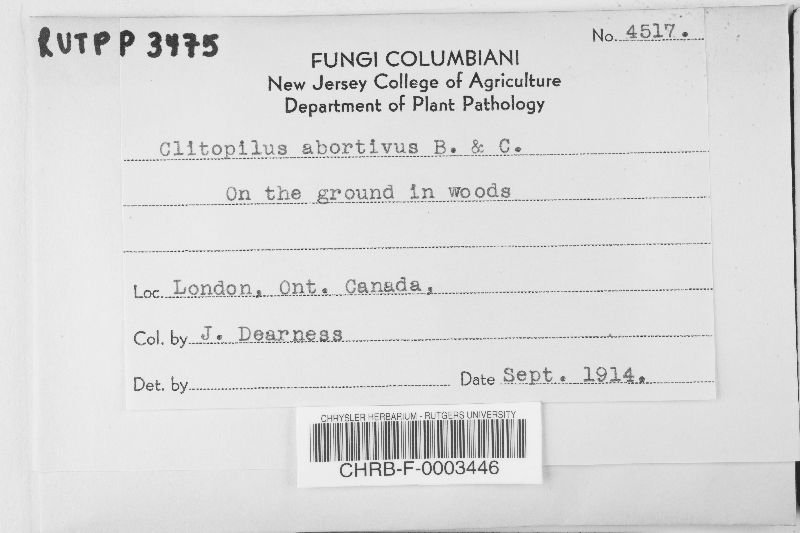 RUTPP 3475
No. 4517.
FUNGI COLUMBIANI
New Jersey College of Agriculture
Department of Plant Pathology
Clitopilus abortivus B. & C.
On the ground in woods
Loc. London, Ont. Canada,
Col. by J. Dearness
Det. by
Date Sept. 1914.
CHRYSLER HERBARIUM - RUTGERS UNIVERSITY
CHRB-F-0003446